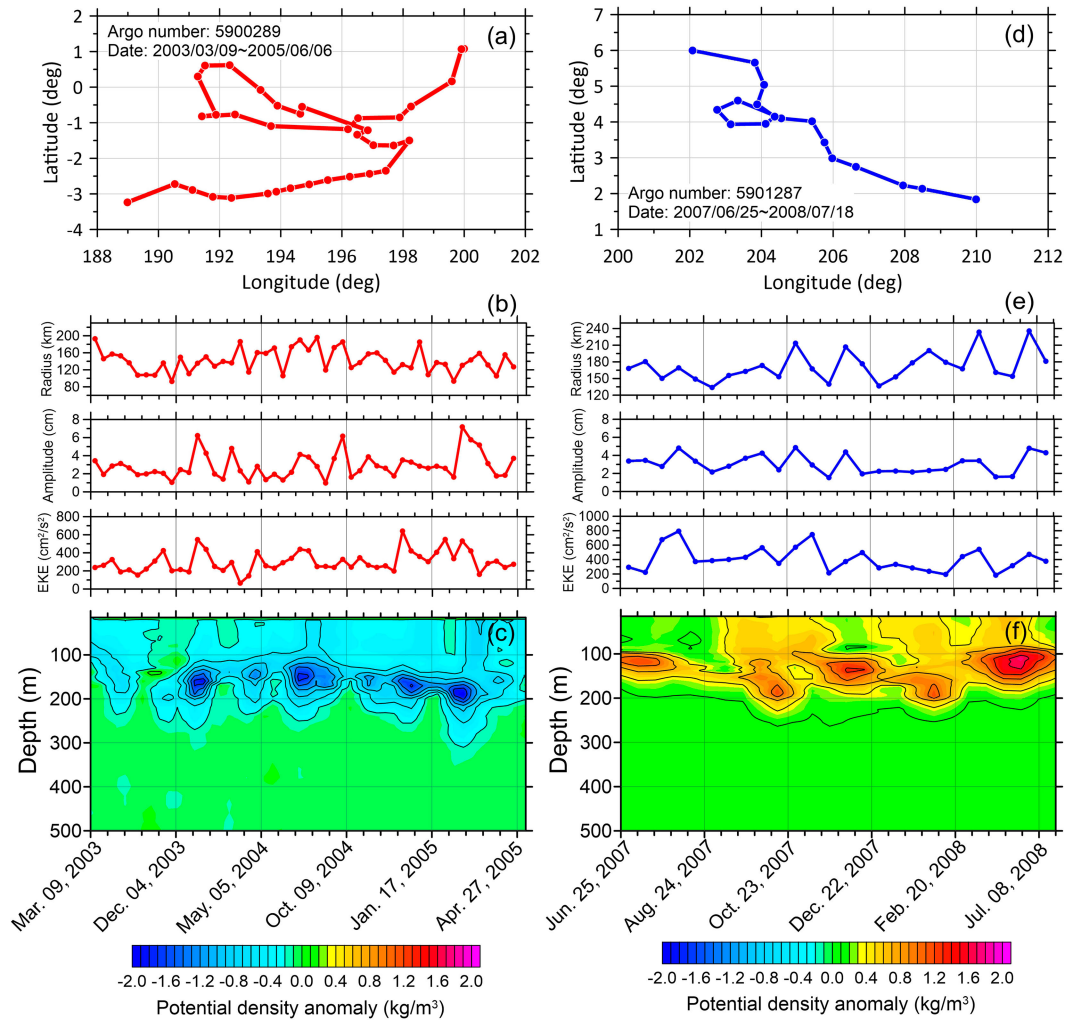 (a)
Argo number: 5900289
Date: 2003/03/09~2005/06/06
Latitude (deg)
2
1
0
-1
-2
-3
-4
188 190 192 194 196 198 200 202
Longitude (deg)
(d)
Argo number: 5901287
Date: 2007/06/25~2008/07/18
Latitude (deg)
7
6
5
4
3
2
1
200 202 204 206 208 210 212
Longitude (deg)
(b)
Radius (km)
200
160
120
80
Amplitude (cm)
8
6
4
2
0
EKE (cm²/s²)
800
600
400
200
0
(e)
Radius (km)
240
210
180
150
120
Amplitude (cm)
8
6
4
2
0
EKE (cm²/s²)
1000
800
600
400
200
0
(c)
Depth (m)
100
200
300
400
500
Mar. 09, 2003
Dec. 04, 2003
May. 05, 2004
Oct. 09, 2004
Jan. 17, 2005
Apr. 27, 2005
(f)
Depth (m)
100
200
300
400
500
Jun. 25, 2007
Aug. 24, 2007
Oct. 23, 2007
Dec. 22, 2007
Feb. 20, 2008
Jul. 08, 2008
-2.0 -1.6 -1.2 -0.8 -0.4 0.0 0.4 0.8 1.2 1.6 2.0
Potential density anomaly (kg/m³)
-2.0 -1.6 -1.2 -0.8 -0.4 0.0 0.4 0.8 1.2 1.6 2.0
Potential density anomaly (kg/m³)